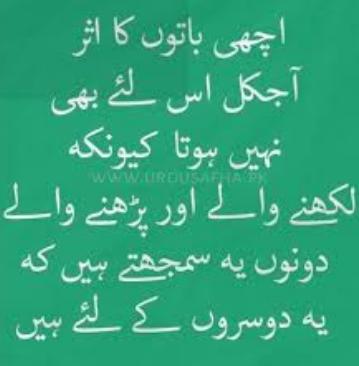 اچھی باتوں کا اثر
آجکل اس لئے بھی
نہیں ہوتا کیونکہ
WWW.URDUSAFHA.PK
لکھنے والے اور پڑھنے والے
دونوں یہ سمجھتے ہیں کہ
یہ دوسروں کے لئے ہیں